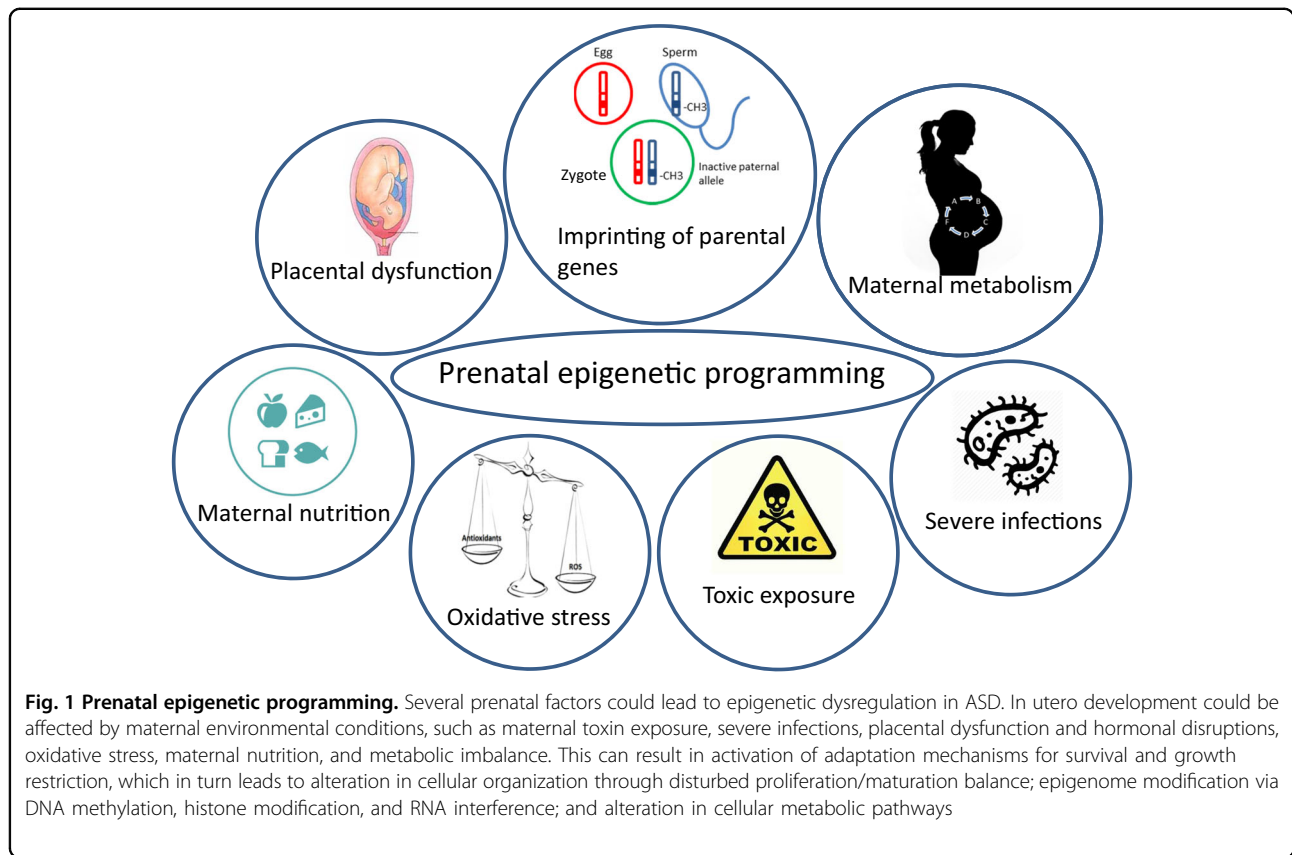 Egg
Sperm
-CH3
Zygote
-CH3
Inactive paternal
allele
Imprinting of parental
genes
Placental dysfunction
A
B
C
D
F
Maternal metabolism
Prenatal epigenetic programming
Maternal nutrition
Antioxidants
ROS
Oxidative stress
TOXIC
Toxic exposure
Severe infections
Fig. 1 Prenatal epigenetic programming. Several prenatal factors could lead to epigenetic dysregulation in ASD. In utero development could be
affected by maternal environmental conditions, such as maternal toxin exposure, severe infections, placental dysfunction and hormonal disruptions,
oxidative stress, maternal nutrition, and metabolic imbalance. This can result in activation of adaptation mechanisms for survival and growth
restriction, which in turn leads to alteration in cellular organization through disturbed proliferation/maturation balance; epigenome modification via
DNA methylation, histone modification, and RNA interference; and alteration in cellular metabolic pathways